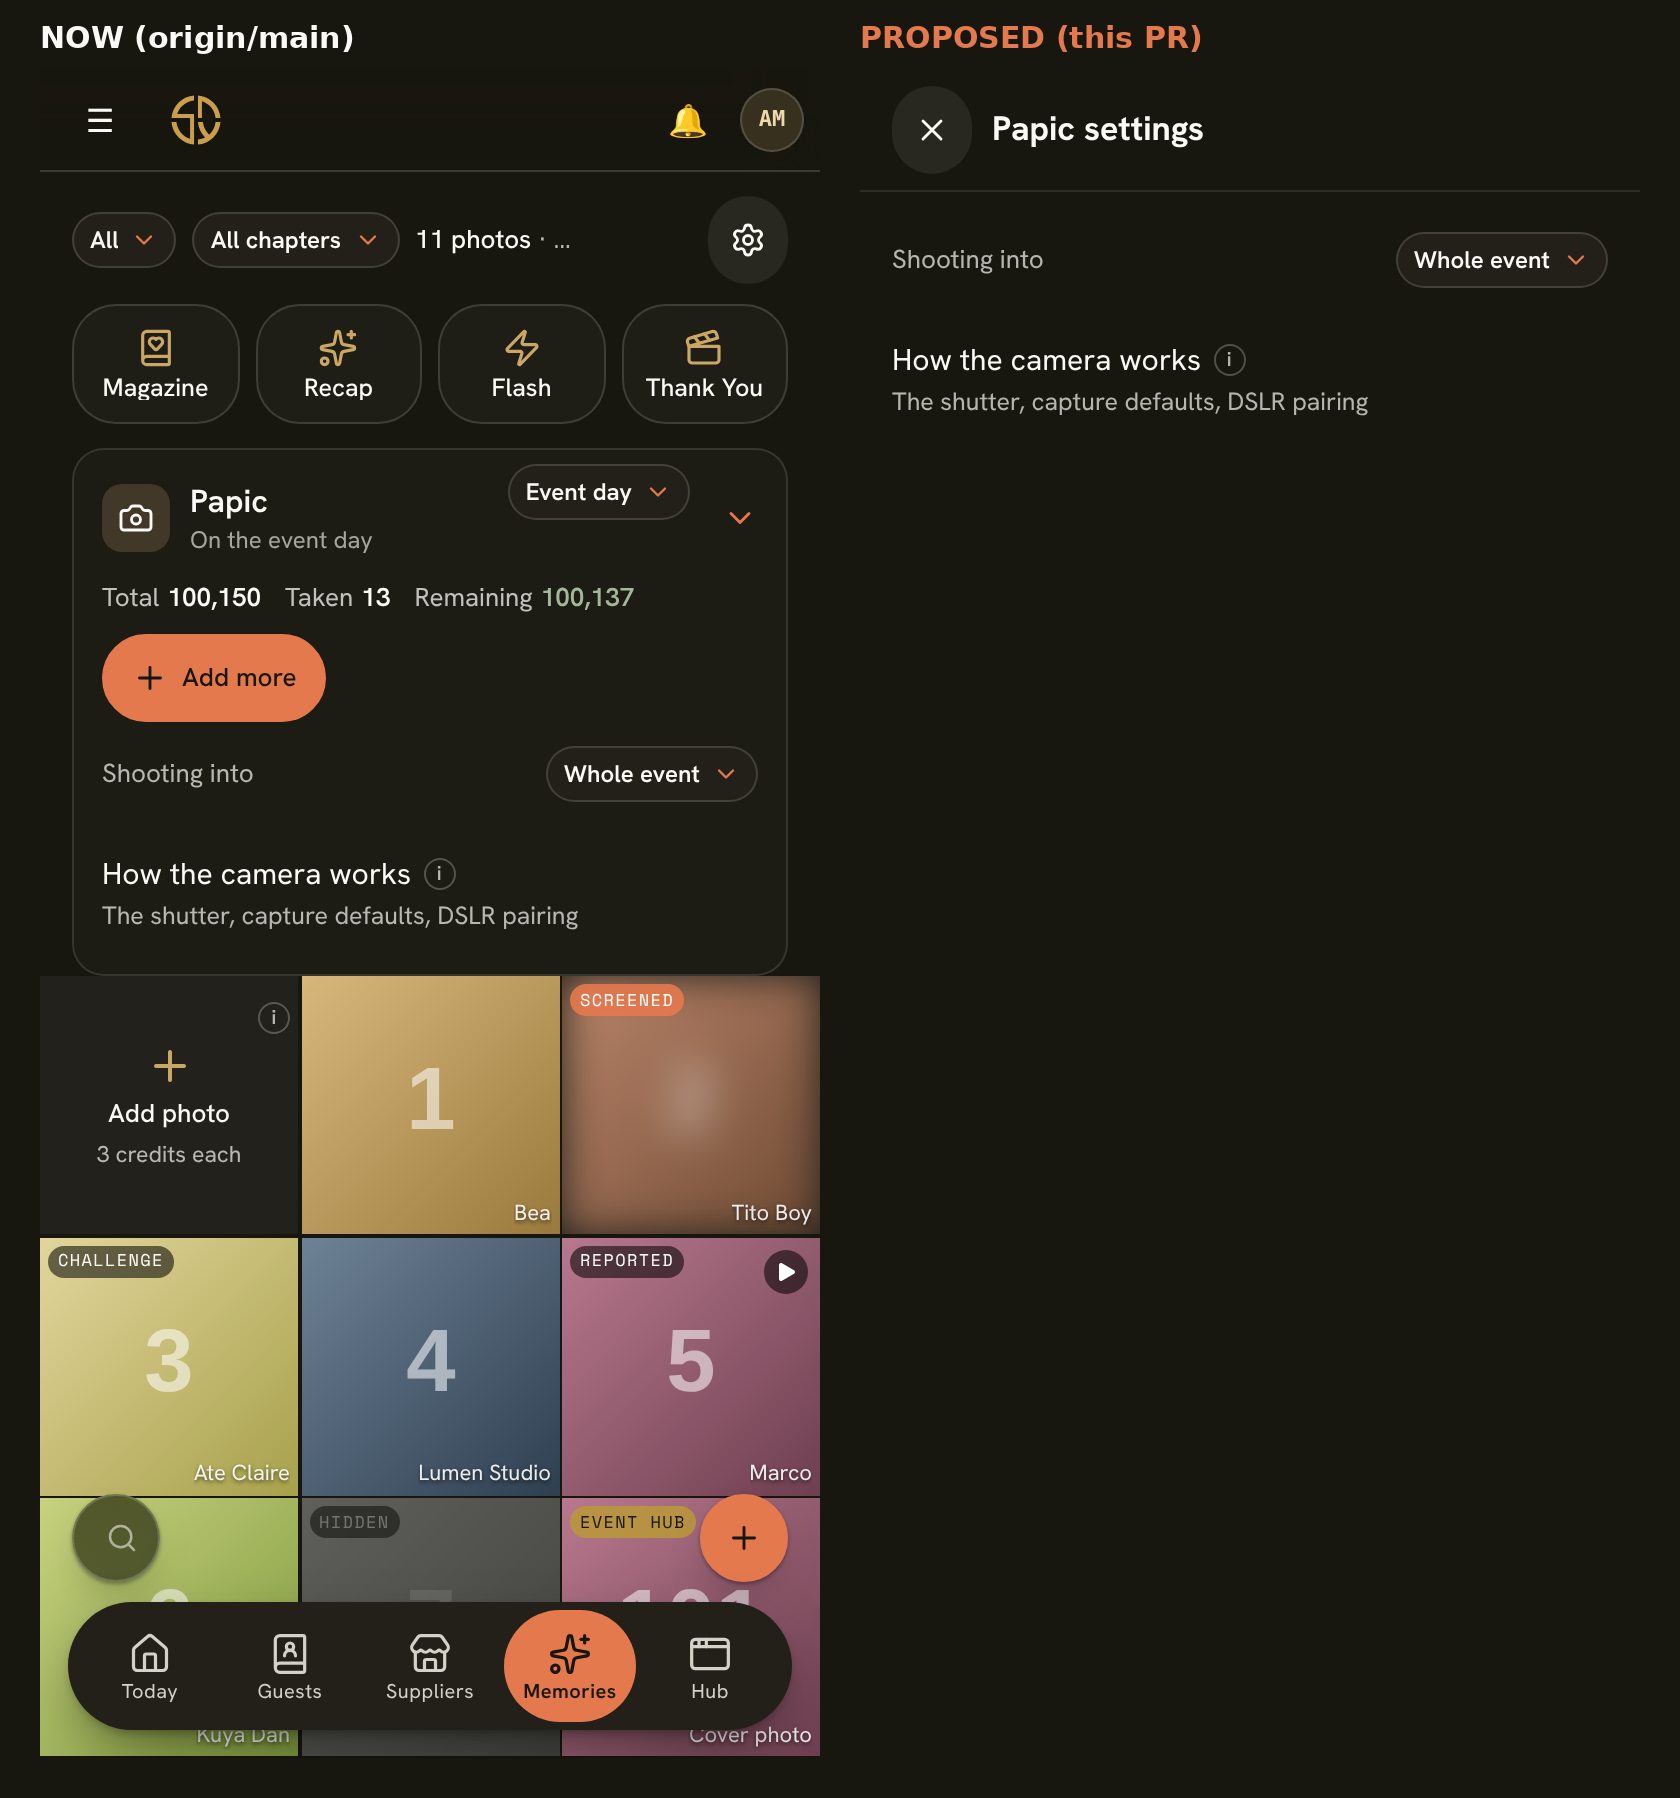 NOW (origin/main)
AM
All
All chapters
11 photos · ...
Magazine
Recap
Flash
Thank You
Papic
On the event day
Event day
Total 100,150 Taken 13 Remaining 100,137
Add more
Shooting into
Whole event
How the camera works i
The shutter, capture defaults, DSLR pairing
i
Add photo
3 credits each
1
Bea
SCREENED
Tito Boy
CHALLENGE
3
Ate Claire
4
Lumen Studio
REPORTED
5
Marco
HIDDEN
EVENT HUB
Today
Guests
Suppliers
Memories
Hub
Kuya Dan
Cover photo
PROPOSED (this PR)
Papic settings
Shooting into
Whole event
How the camera works i
The shutter, capture defaults, DSLR pairing